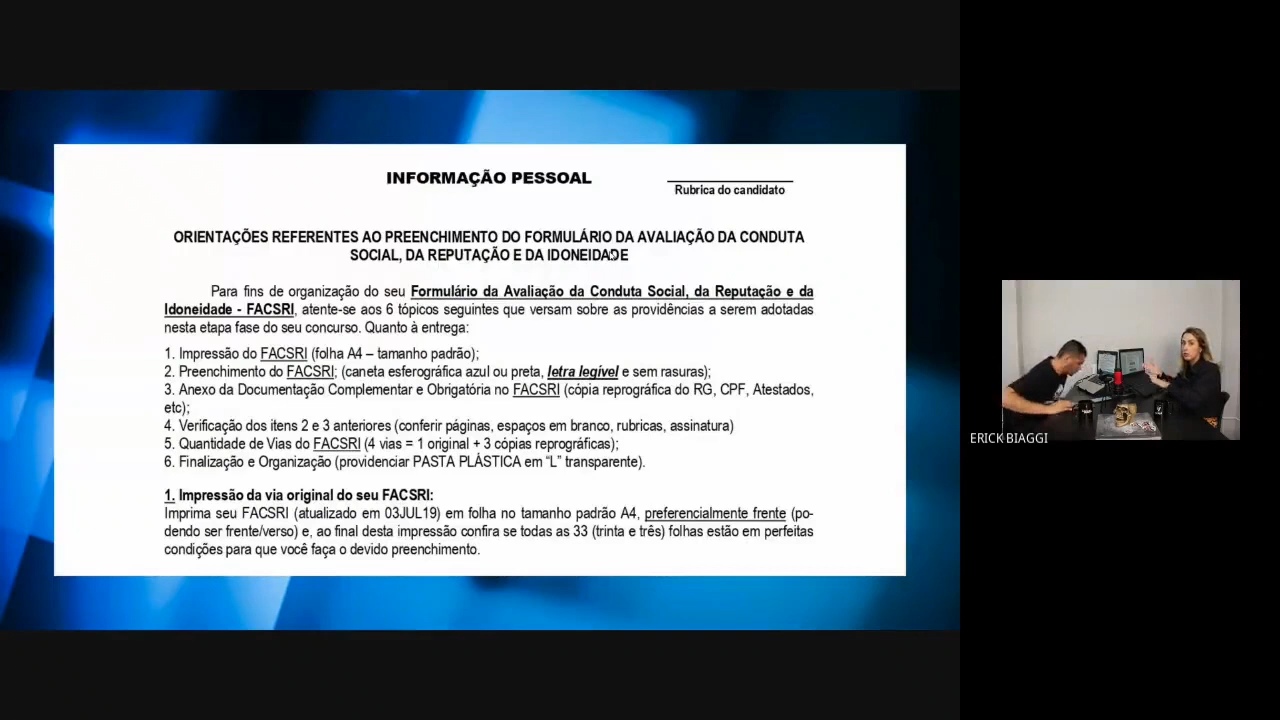 INFORMAÇÃO PESSOAL
Rubrica do candidato
ORIENTAÇÕES REFERENTES AO PREENCHIMENTO DO FORMULÁRIO DA AVALIAÇÃO DA CONDUTA
SOCIAL, DA REPUTAÇÃO E DA IDONEIDADE
Para fins de organização do seu Formulário da Avaliação da Conduta Social, da Reputação e da
Idoneidade - FACSRI, atente-se aos 6 tópicos seguintes que versam sobre as providências a serem adotadas
nesta etapa fase do seu concurso. Quanto à entrega:
1. Impressão do FACSRI (folha A4 – tamanho padrão);
2. Preenchimento do FACSRI; (caneta esferográfica azul ou preta, letra legível e sem rasuras);
3. Anexo da Documentação Complementar e Obrigatória no FACSRI (cópia reprográfica do RG, CPF, Atestados,
etc);
4. Verificação dos itens 2 e 3 anteriores (conferir páginas, espaços em branco, rubricas, assinatura)
5. Quantidade de Vias do FACSRI (4 vias = 1 original + 3 cópias reprográficas);
6. Finalização e Organização (providenciar PASTA PLÁSTICA em “L” transparente).
1. Impressão da via original do seu FACSRI:
Imprima seu FACSRI (atualizado em 03JUL19) em folha no tamanho padrão A4, preferencialmente frente (po-
dendo ser frente/verso) e, ao final desta impressão confira se todas as 33 (trinta e três) folhas estão em perfeitas
condições para que você faça o devido preenchimento.
ERICK BIAGGI